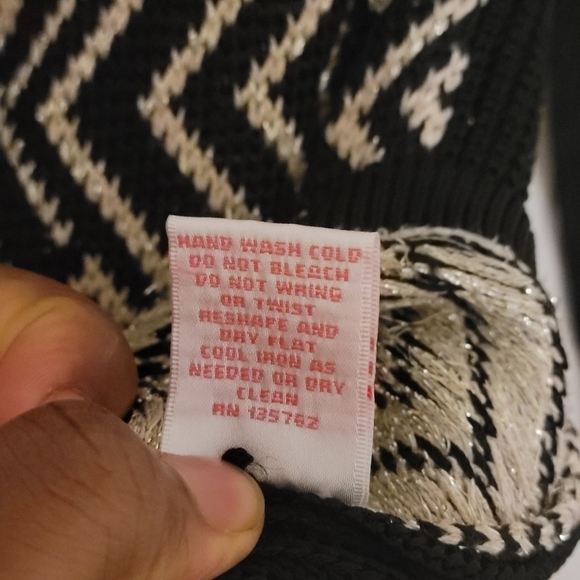 HAND WASH COLD
DO NOT BLEACH
DO NOT WRING
OR TWIST
RESHAPE AND
DRY FLAT
COOL IRON AS
NEEDED OR DRY
CLEAN
RN 135762